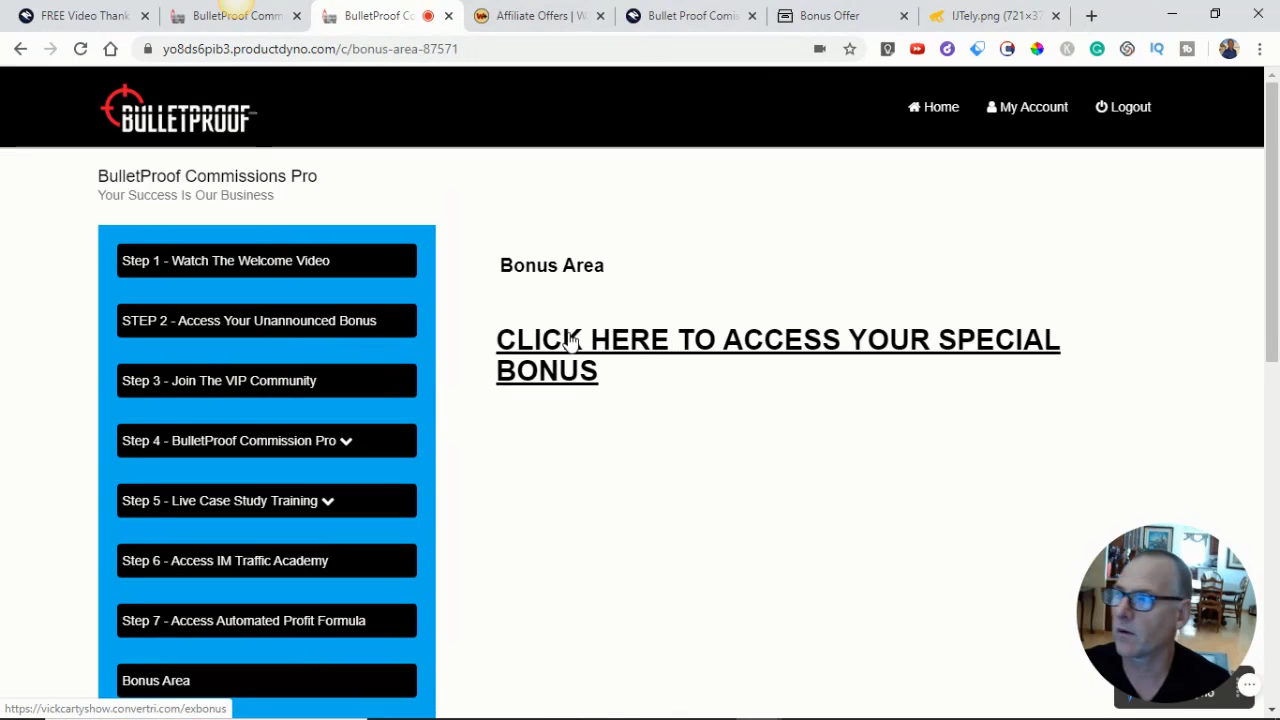 FREE Video Thank
BulletProof Comm
BulletProof Co
Affiliate Offers | W
Bullet Proof Comis
Bonus Offer
IJTely.png (721×37
yo8ds6pib3.productdyno.com/c/bonus-area-87571
BULLETPROOF
Home
My Account
Logout
BulletProof Commissions Pro
Your Success Is Our Business
Step 1 - Watch The Welcome Video
STEP 2 - Access Your Unannounced Bonus
Step 3 - Join The VIP Community
Step 4 - BulletProof Commission Pro
Step 5 - Live Case Study Training
Step 6 - Access IM Traffic Academy
Step 7 - Access Automated Profit Formula
Bonus Area
Bonus Area
CLICK HERE TO ACCESS YOUR SPECIAL
BONUS
https://vickcartyshow.convertri.com/exbonus